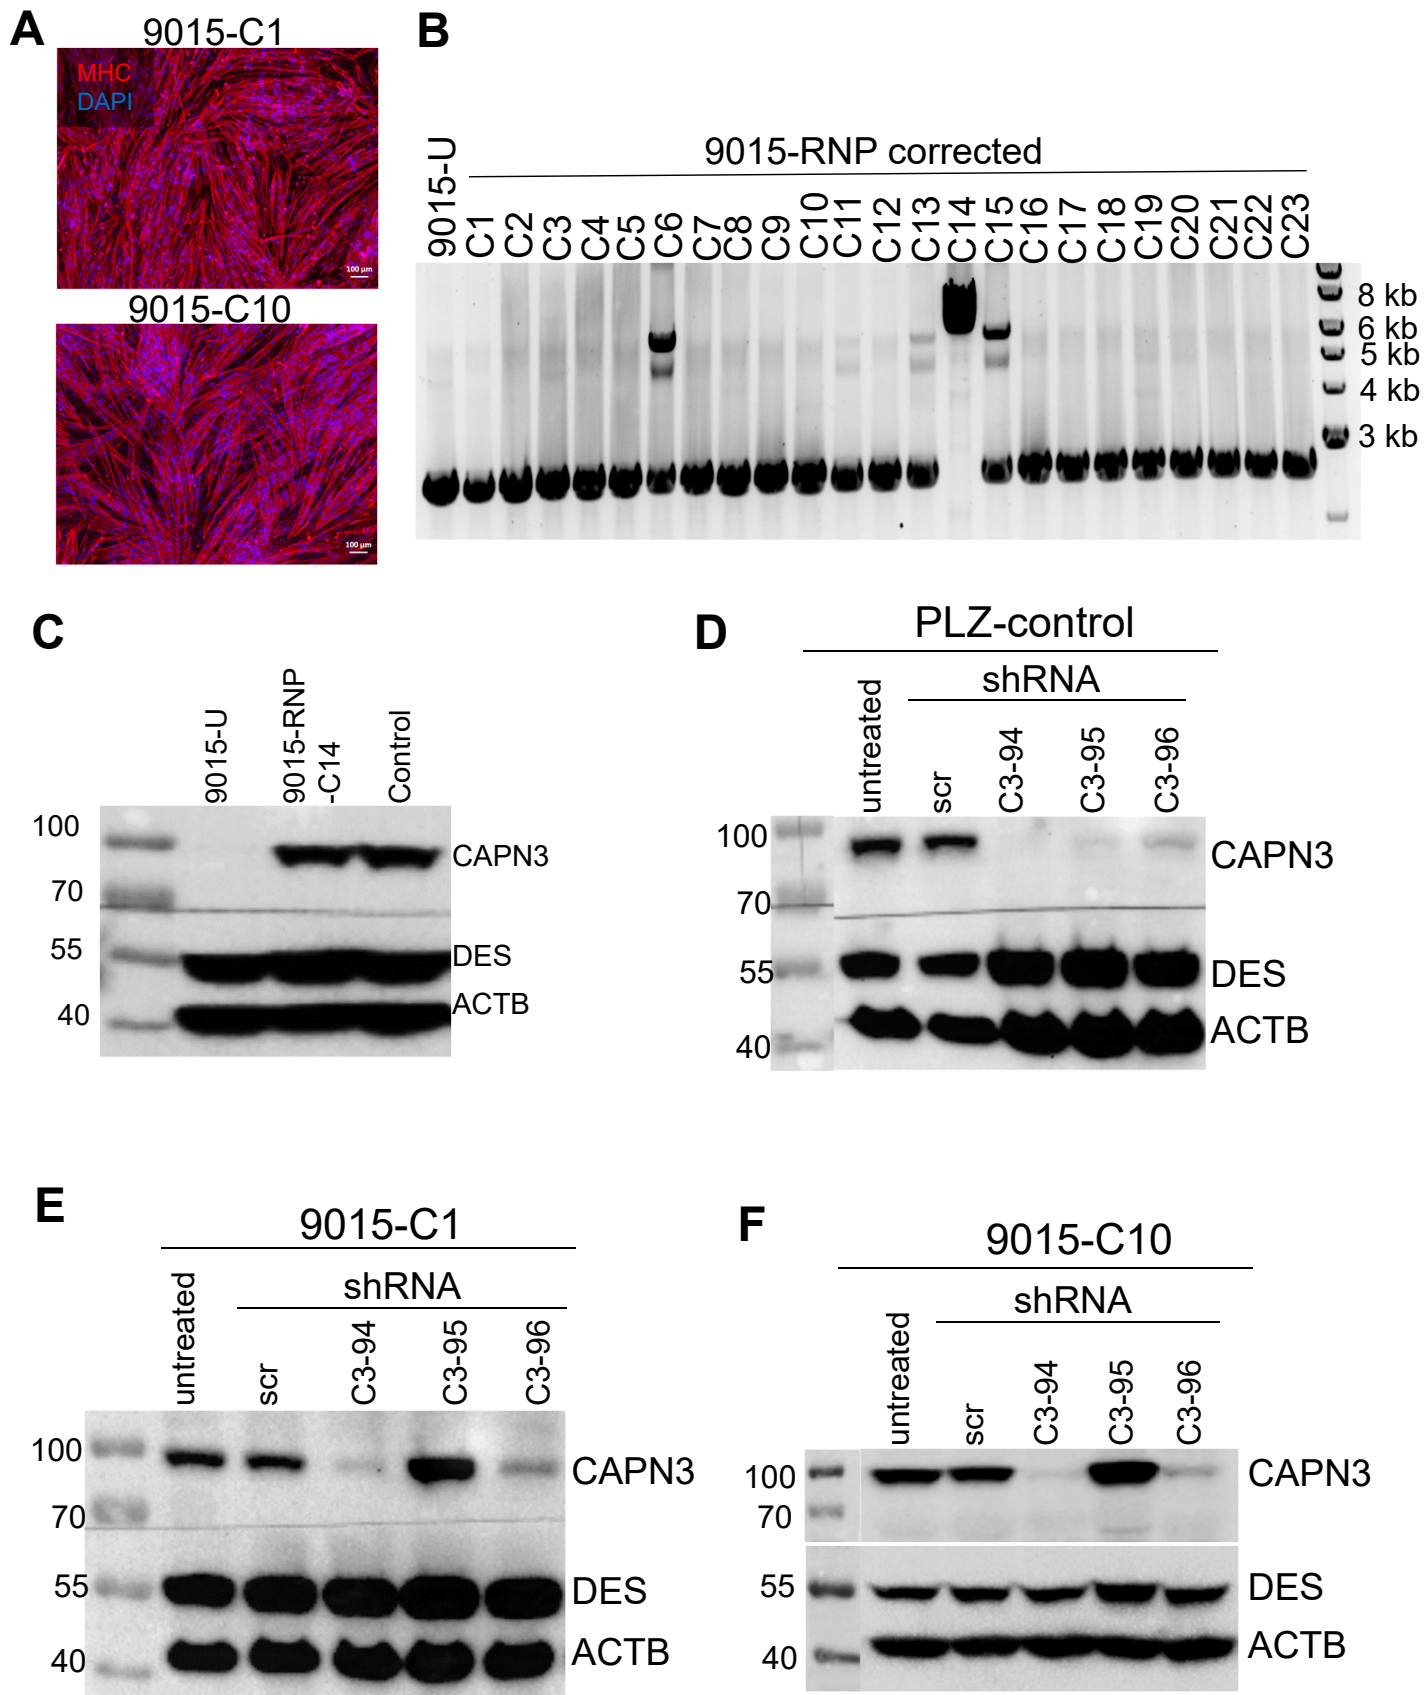 A
9015-C1
MHC
DAPI
100 µm
9015-C10
100 µm
B
9015-RNP corrected
9015-U
C1
C2
C3
C4
C5
C6
C7
C8
C9
C10
C11
C12
C13
C14
C15
C16
C17
C18
C19
C20
C21
C22
C23
8 kb
6 kb
5 kb
4 kb
3 kb
C
9015-U
9015-RNP
-C14
Control
100
70
55
40
CAPN3
DES
ACTB
D
PLZ-control
shRNA
untreated
scr
C3-94
C3-95
C3-96
100
70
55
40
CAPN3
DES
ACTB
E
9015-C1
shRNA
untreated
scr
C3-94
C3-95
C3-96
100
70
55
40
CAPN3
DES
ACTB
F
9015-C10
shRNA
untreated
scr
C3-94
C3-95
C3-96
100
70
55
40
CAPN3
DES
ACTB